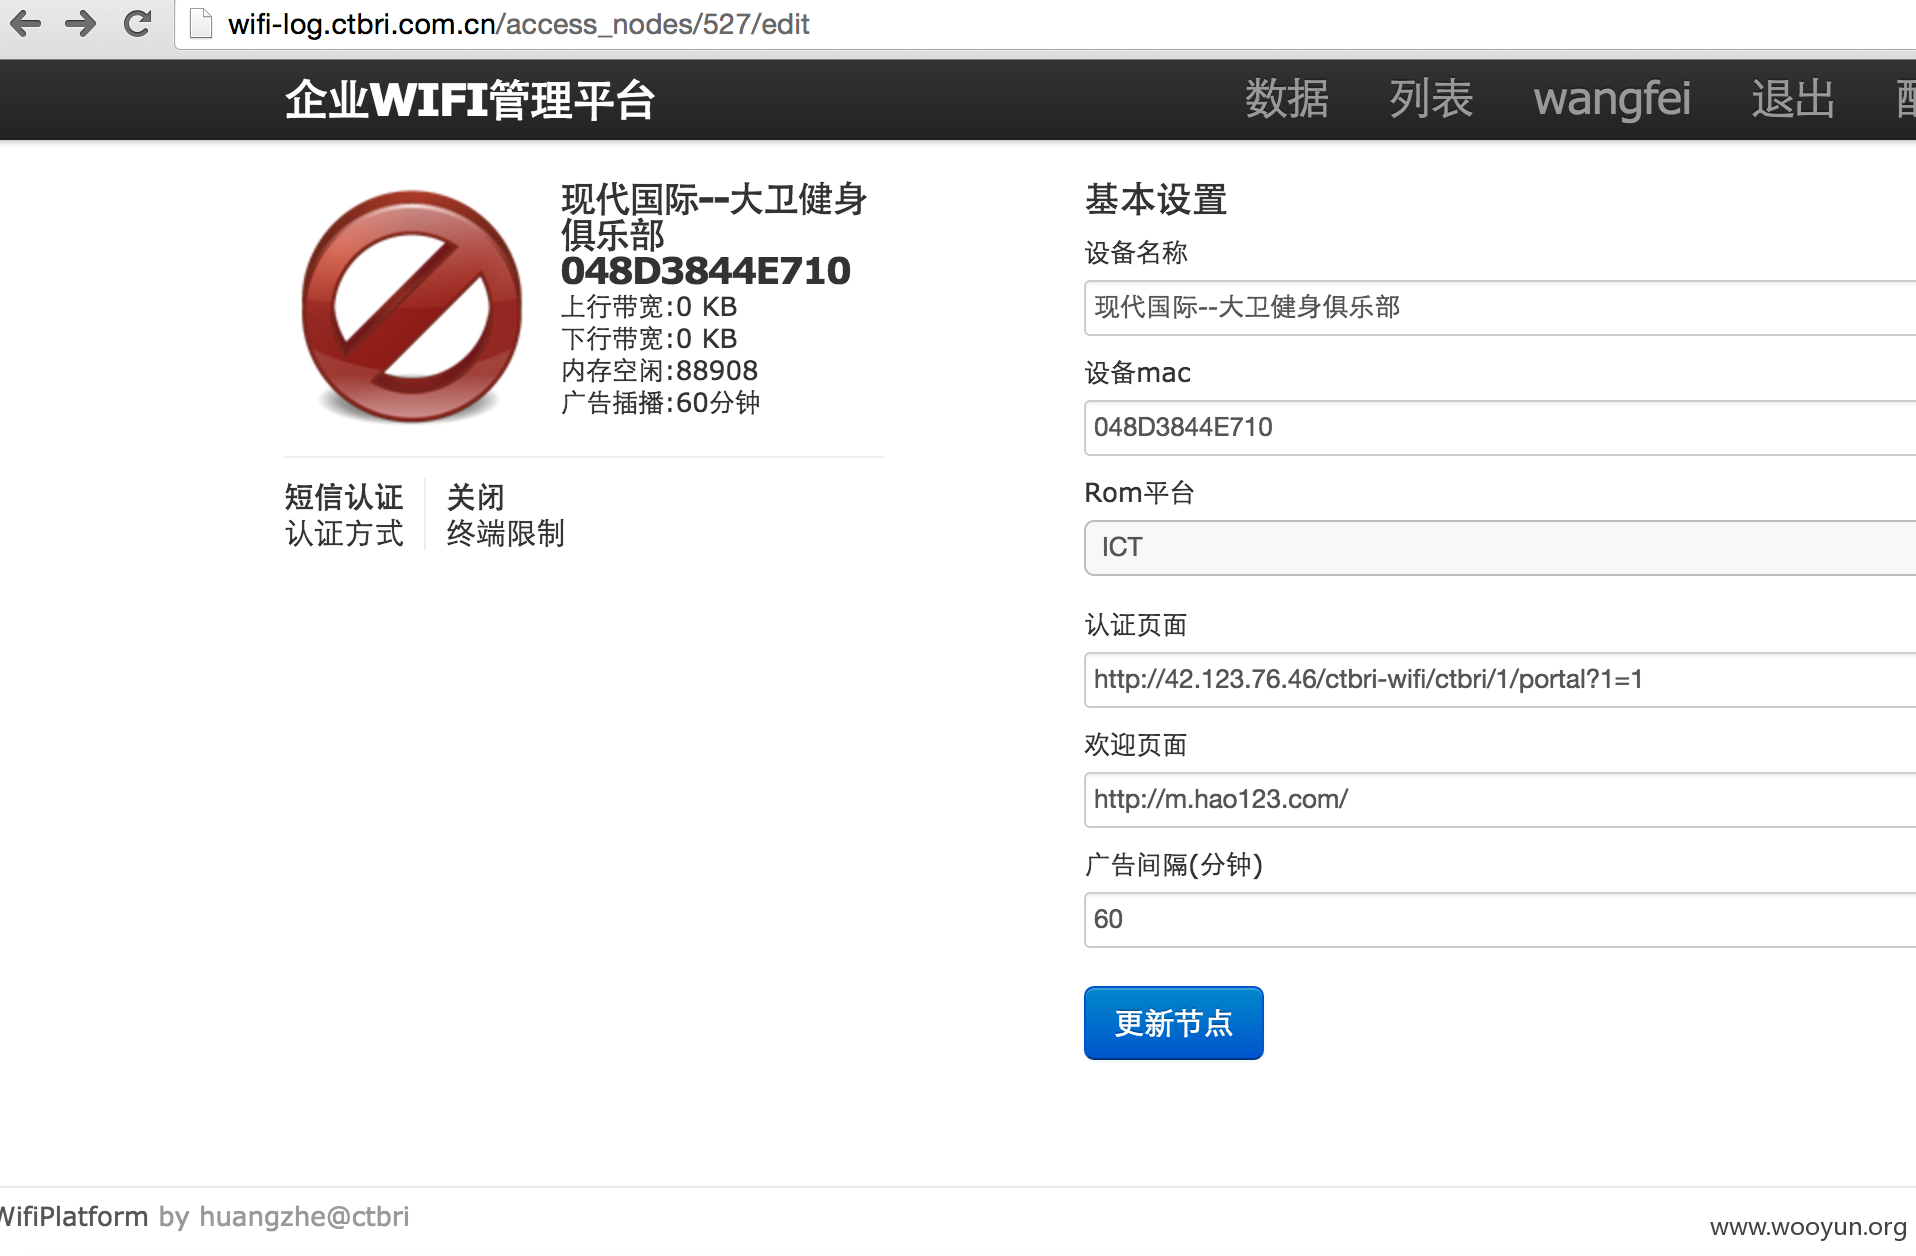 wifi-log.ctbri.com.cn/access_nodes/527/edit
企业WIFI管理平台
数据 列表 wangfei 退出
现代国际--大卫健身
俱乐部
048D3844E710
上行带宽:0 KB
下行带宽:0 KB
内存空闲:88908
广告插播:60分钟
短信认证 关闭
认证方式 终端限制
基本设置
设备名称
现代国际--大卫健身俱乐部
设备mac
048D3844E710
Rom平台
ICT
认证页面
http://42.123.76.46/ctbri-wifi/ctbri/1/portal?1=1
欢迎页面
http://m.hao123.com/
广告间隔(分钟)
60
更新节点
WifiPlatform by huangzhe@ctbri
www.wooyun.org